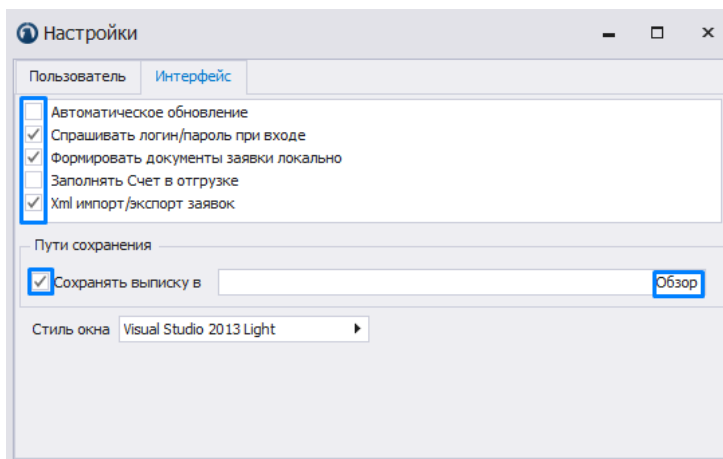 Настройки
Пользователь Интерфейс
Автоматическое обновление
Спрашивать логин/пароль при входе
Формировать документы заявки локально
Заполнять Счет в отгрузке
Xml импорт/экспорт заявок
Пути сохранения
Сохранять выписку в Обзор
Стиль окна Visual Studio 2013 Light